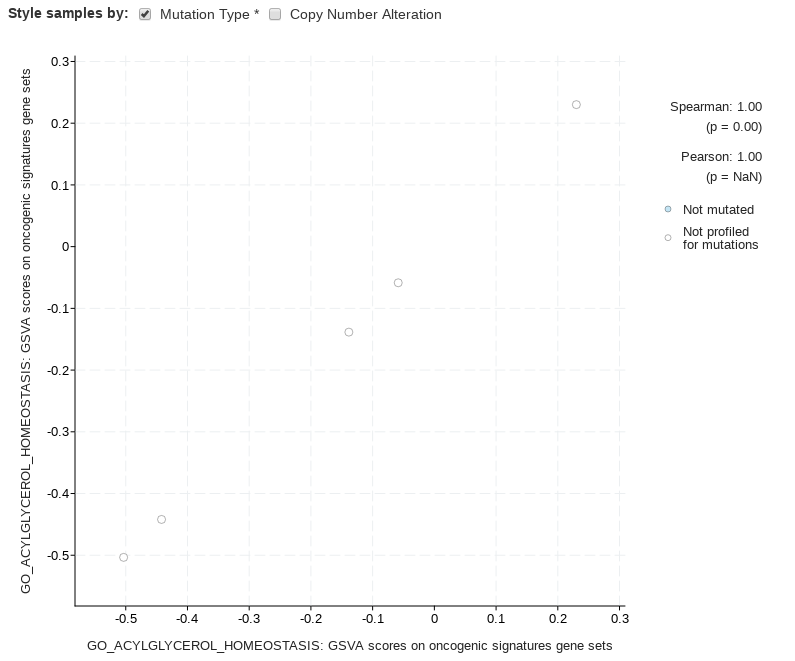 Style samples by: Mutation Type * Copy Number Alteration
GO_ACYLGLYCEROL_HOMEOSTASIS: GSVA scores on oncogenic signatures gene sets
0.3
0.2
0.1
0
-0.1
-0.2
-0.3
-0.4
-0.5
-0.5 -0.4 -0.3 -0.2 -0.1 0 0.1 0.2 0.3
GO_ACYLGLYCEROL_HOMEOSTASIS: GSVA scores on oncogenic signatures gene sets
Spearman: 1.00
(p = 0.00)
Pearson: 1.00
(p = NaN)
Not mutated
Not profiled
for mutations